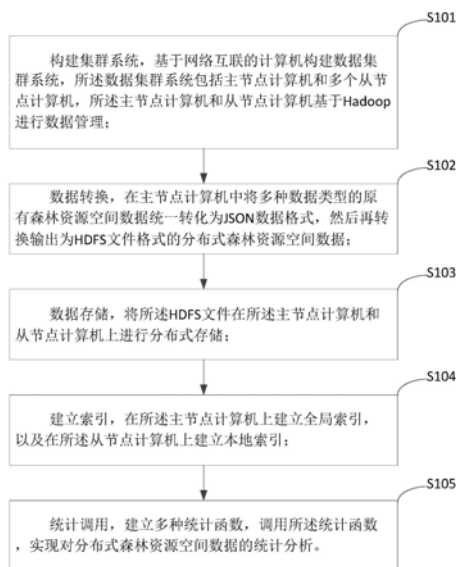 S101
构建集群系统，基于网络互联的计算机构建数据集
群系统，所述数据集群系统包括主节点计算机和多个从节
点计算机，所述主节点计算机和从节点计算机基于Hadoop
进行数据管理；
S102
数据转换，在主节点计算机中将多种数据类型的原
有森林资源空间数据统一转化为JSON数据格式，然后再转
换输出为HDFS文件格式的分布式森林资源空间数据；
S103
数据存储，将所述HDFS文件在所述主节点计算机和
从节点计算机上进行分布式存储；
S104
建立索引，在所述主节点计算机上建立全局索引，
以及在所述从节点计算机上建立本地索引；
S105
统计调用，建立多种统计函数，调用所述统计函数
，实现对分布式森林资源空间数据的统计分析。